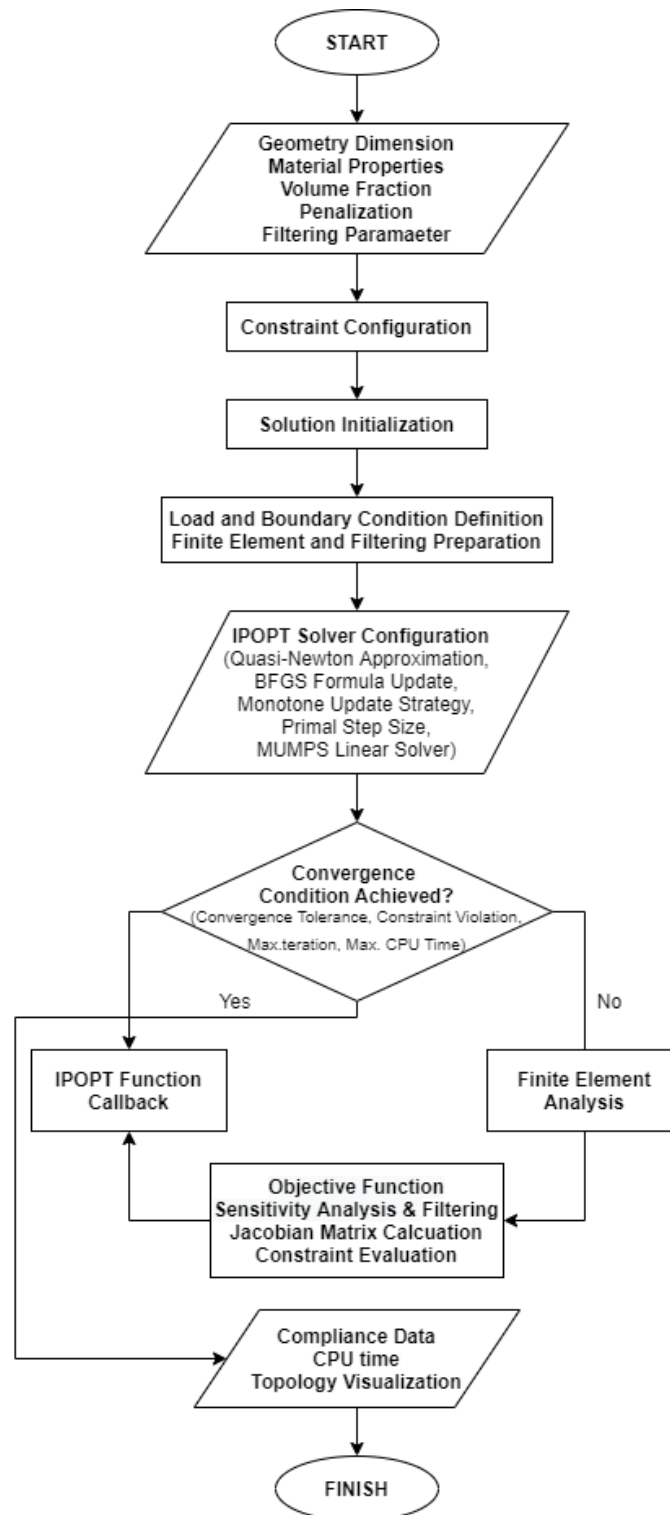 START
Geometry Dimension
Material Properties
Volume Fraction
Penalization
Filtering Paramaeter
Constraint Configuration
Solution Initialization
Load and Boundary Condition Definition
Finite Element and Filtering Preparation
IPOPT Solver Configuration
(Quasi-Newton Approximation,
BFGS Formula Update,
Monotone Update Strategy,
Primal Step Size,
MUMPS Linear Solver)
Convergence
Condition Achieved?
(Convergence Tolerance, Constraint Violation,
Max.teration, Max. CPU Time)
Yes
No
IPOPT Function
Callback
Finite Element
Analysis
Objective Function
Sensitivity Analysis & Filtering
Jacobian Matrix Calcuation
Constraint Evaluation
Compliance Data
CPU time
Topology Visualization
FINISH